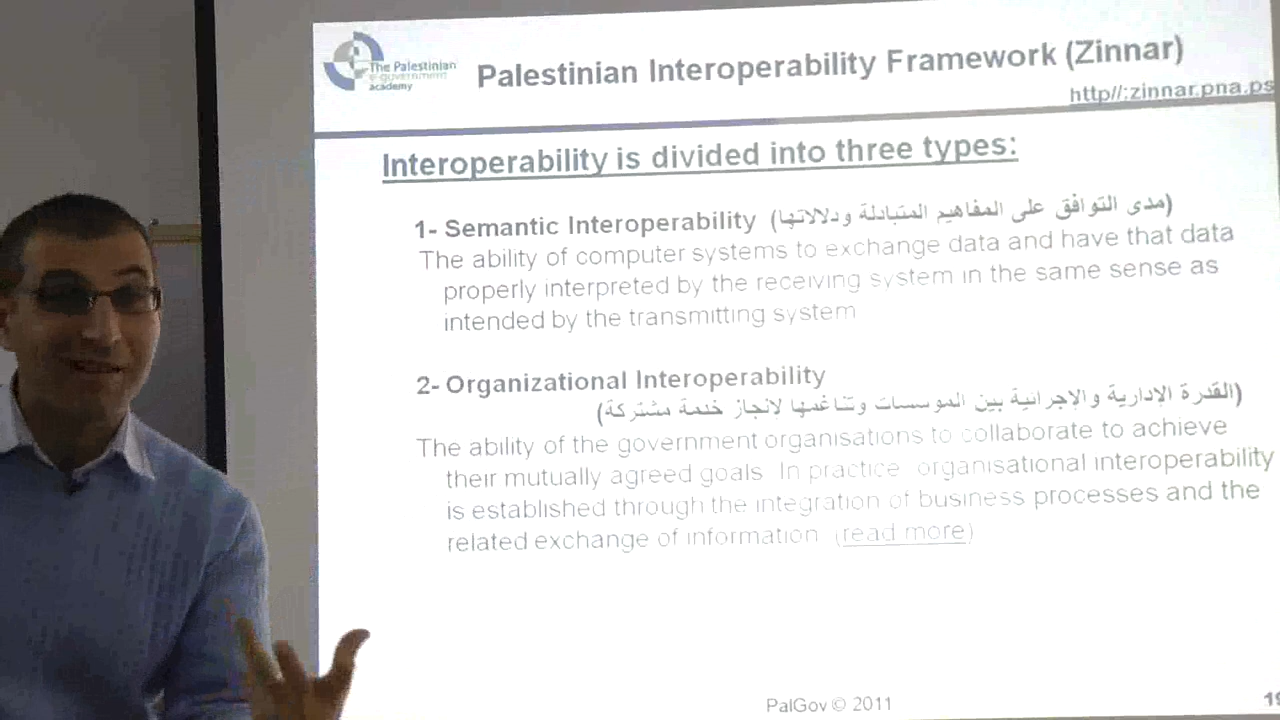 The Palestinian
e-government
academy
Palestinian Interoperability Framework (Zinnar)
http//:zinnar.pna.ps
Interoperability is divided into three types:
1- Semantic Interoperability (مدى التوافق على المفاهيم المتبادلة ودلالاتها)
The ability of computer systems to exchange data and have that data
properly interpreted by the receiving system in the same sense as
intended by the transmitting system
2- Organizational Interoperability
(القدرة الإدارية والإجرائية بين الموسسات وتناغمها لإنجاز خدمة مشتركة)
The ability of the government organisations to collaborate to achieve
their mutually agreed goals In practice organisational interoperability
is established through the integration of business processes and the
related exchange of information (read more)
PalGov © 2011